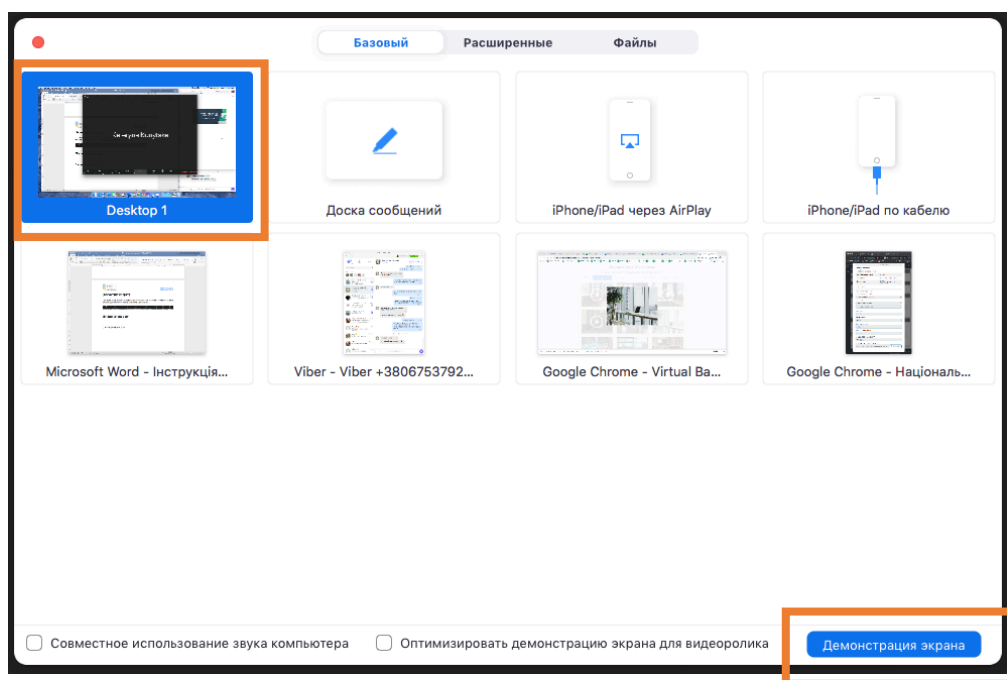 Базовый Расширенные Файлы
Desktop 1 Доска сообщений iPhone/iPad через AirPlay iPhone/iPad по кабелю
Microsoft Word - Інструкція... Viber - Viber +3806753792... Google Chrome - Virtual Ba... Google Chrome - Національ...
Совместное использование звука компьютера Оптимизировать демонстрацию экрана для видеоролика Демонстрация экрана